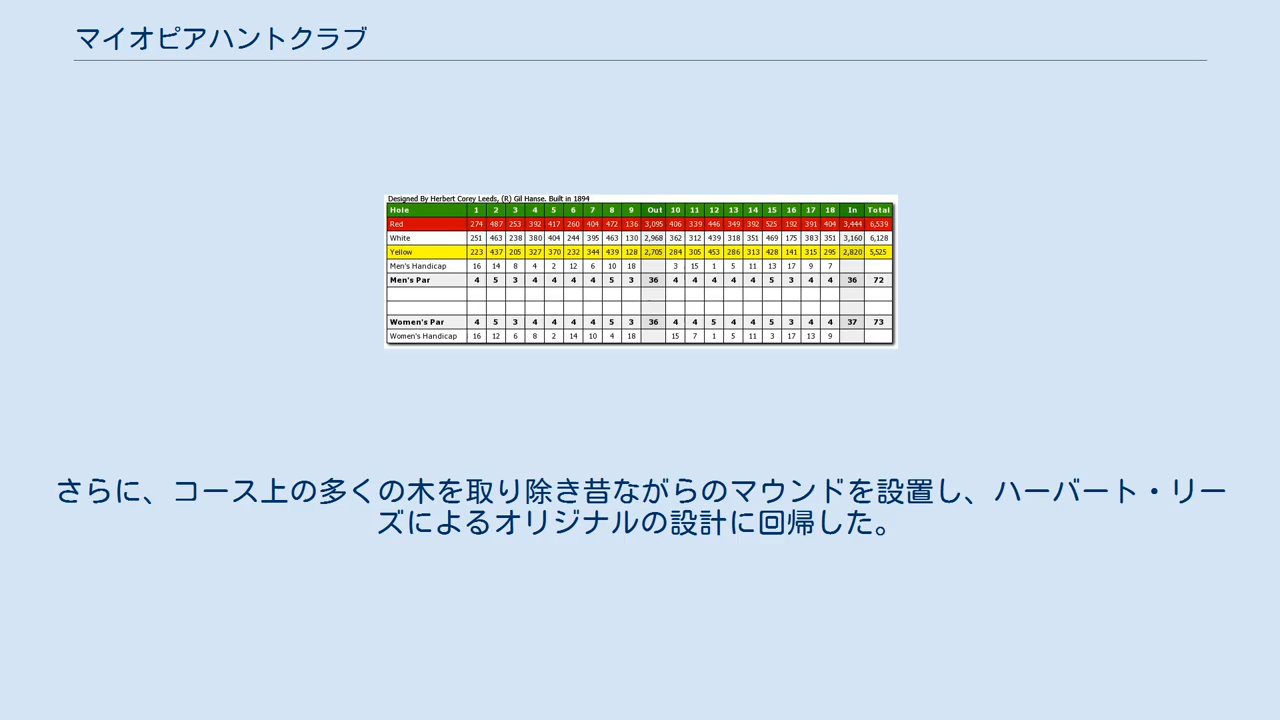 マイオピアハントクラブ
Designed By Herbert Corey Leeds, (R) Gil Hanse. Built in 1894
Hole 1 2 3 4 5 6 7 8 9 Out 10 11 12 13 14 15 16 17 18 In Total
Red 274 487 253 392 417 260 404 472 136 3,095 406 339 446 349 392 525 192 391 404 3,444 6,539
White 251 463 238 380 404 244 395 463 130 2,968 362 312 439 318 351 469 175 383 351 3,160 6,128
Yellow 223 437 205 327 370 232 344 439 128 2,705 284 305 453 286 313 428 141 315 295 2,820 5,525
Men's Handicap 16 14 8 4 2 12 6 10 18 3 15 1 5 11 13 17 9 7
Men's Par 4 5 3 4 4 4 4 5 3 36 4 4 4 4 4 5 3 4 4 36 72
Women's Par 4 5 3 4 4 4 4 5 3 36 4 4 5 4 4 5 3 4 4 37 73
Women's Handicap 16 12 6 8 2 14 10 4 18 15 7 1 5 11 3 17 13 9
さらに、コース上の多くの木を取り除き昔ながらのマウンドを設置し、ハーバート・リー
ズによるオリジナルの設計に回帰した。